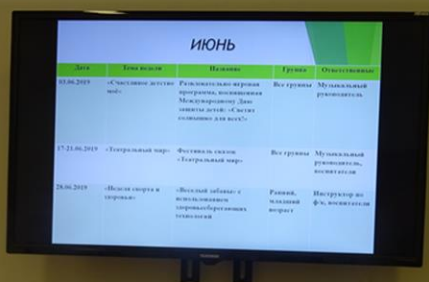 ИЮНЬ
Дата Тема недели Название Группа Ответственные
03.06.2019 «Счастливое детство Развлекательно-игровая Все группы Музыкальный
моё» программа, посвященная руководитель
Международному Дню
защиты детей: «Светит
солнышко для всех!»
17-21.06.2019 «Театральный мир» Фестиваль сказок Все группы Музыкальный
«Театральный мир» руководитель,
воспитатели
28.06.2019 «Неделя спорта и «Веселые забавы» с Ранний, Инструктор по
здоровья» использованием младший ф/к, воспитатели
здоровьесберегающих возраст
технологий